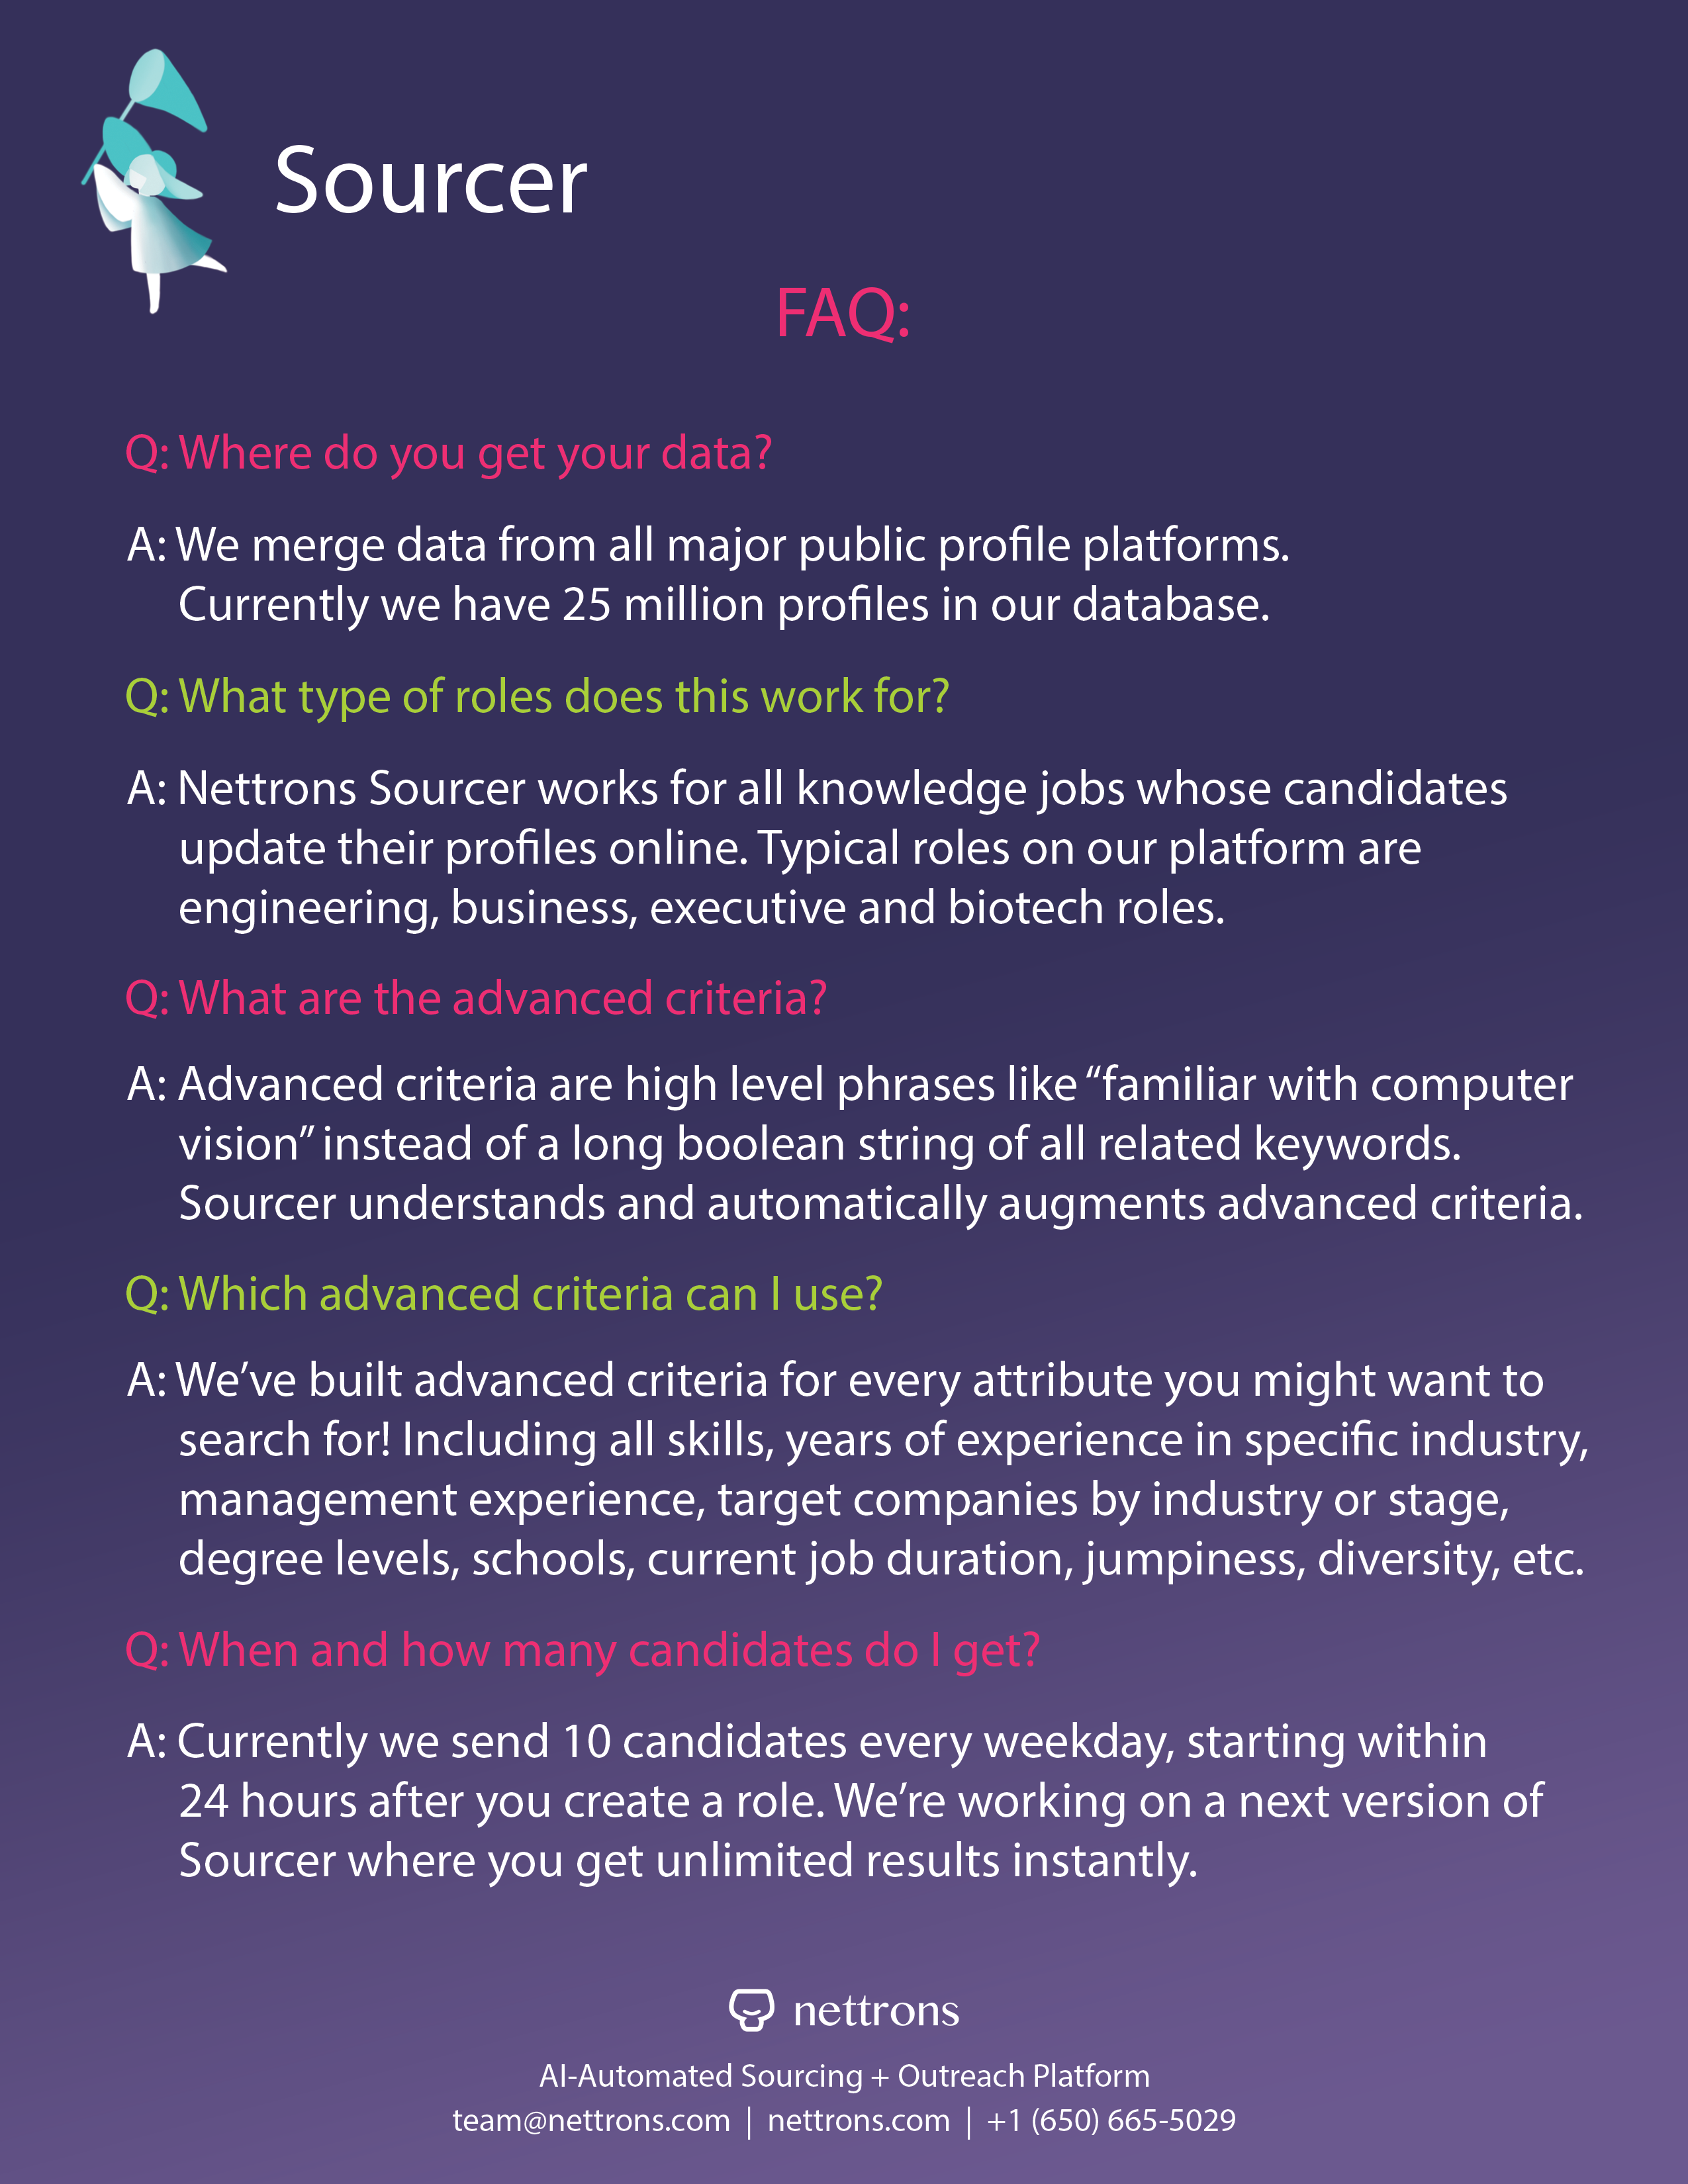 Sourcer
FAQ:
Q: Where do you get your data?
A: We merge data from all major public profile platforms.
Currently we have 25 million profiles in our database.
Q: What type of roles does this work for?
A: Nettrons Sourcer works for all knowledge jobs whose candidates
update their profiles online. Typical roles on our platform are
engineering, business, executive and biotech roles.
Q: What are the advanced criteria?
A: Advanced criteria are high level phrases like “familiar with computer
vision” instead of a long boolean string of all related keywords.
Sourcer understands and automatically augments advanced criteria.
Q: Which advanced criteria can I use?
A: We’ve built advanced criteria for every attribute you might want to
search for! Including all skills, years of experience in specific industry,
management experience, target companies by industry or stage,
degree levels, schools, current job duration, jumpiness, diversity, etc.
Q: When and how many candidates do I get?
A: Currently we send 10 candidates every weekday, starting within
24 hours after you create a role. We’re working on a next version of
Sourcer where you get unlimited results instantly.
nettrons
AI-Automated Sourcing + Outreach Platform
team@nettrons.com | nettrons.com | +1 (650) 665-5029